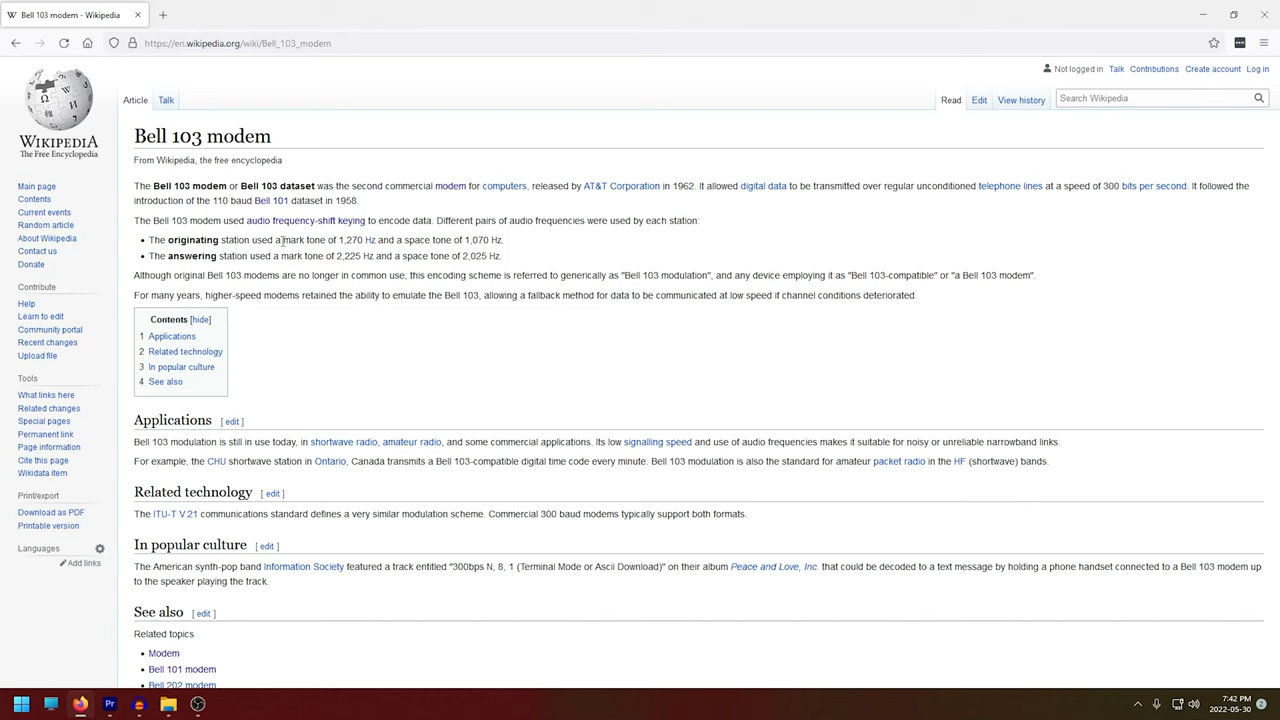 Bell 103 modem - Wikipedia
https://en.wikipedia.org/wiki/Bell_103_modem
Not logged in Talk Contributions Create account Log in
Article Talk Read Edit View history Search Wikipedia
WIKIPEDIA
The Free Encyclopedia
Main page
Contents
Current events
Random article
About Wikipedia
Contact us
Donate
Contribute
Help
Learn to edit
Community portal
Recent changes
Upload file
Tools
What links here
Related changes
Special pages
Permanent link
Page information
Cite this page
Wikidata item
Print/export
Download as PDF
Printable version
Languages
Add links
Bell 103 modem
From Wikipedia, the free encyclopedia
The Bell 103 modem or Bell 103 dataset was the second commercial modem for computers, released by AT&T Corporation in 1962. It allowed digital data to be transmitted over regular unconditioned telephone lines at a speed of 300 bits per second. It followed the
introduction of the 110 baud Bell 101 dataset in 1958.
The Bell 103 modem used audio frequency-shift keying to encode data. Different pairs of audio frequencies were used by each station:
• The originating station used a mark tone of 1,270 Hz and a space tone of 1,070 Hz.
• The answering station used a mark tone of 2,225 Hz and a space tone of 2,025 Hz.
Although original Bell 103 modems are no longer in common use, this encoding scheme is referred to generically as "Bell 103 modulation", and any device employing it as "Bell 103-compatible" or "a Bell 103 modem".
For many years, higher-speed modems retained the ability to emulate the Bell 103, allowing a fallback method for data to be communicated at low speed if channel conditions deteriorated.
Contents [hide]
1 Applications
2 Related technology
3 In popular culture
4 See also
Applications [ edit ]
Bell 103 modulation is still in use today, in shortwave radio, amateur radio, and some commercial applications. Its low signalling speed and use of audio frequencies makes it suitable for noisy or unreliable narrowband links.
For example, the CHU shortwave station in Ontario, Canada transmits a Bell 103-compatible digital time code every minute. Bell 103 modulation is also the standard for amateur packet radio in the HF (shortwave) bands.
Related technology [ edit ]
The ITU-T V.21 communications standard defines a very similar modulation scheme. Commercial 300 baud modems typically support both formats.
In popular culture [ edit ]
The American synth-pop band Information Society featured a track entitled "300bps N, 8, 1 (Terminal Mode or Ascii Download)" on their album Peace and Love, Inc. that could be decoded to a text message by holding a phone handset connected to a Bell 103 modem up
to the speaker playing the track.
See also [ edit ]
Related topics
• Modem
• Bell 101 modem
• Bell 202 modem
Pr
7:42 PM
2022-05-30
2